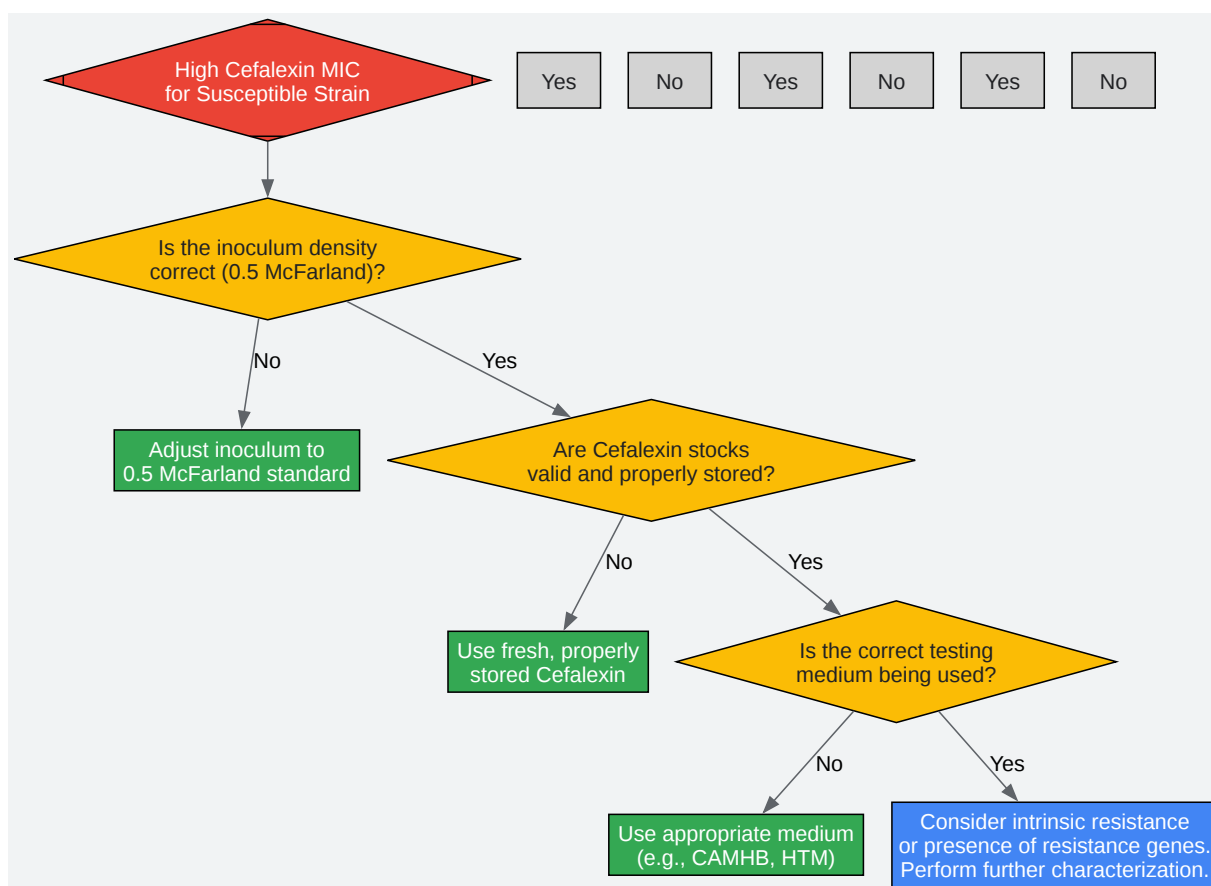 High Cefalexin MIC
for Susceptible Strain
Yes
No
Yes
No
Yes
No
Is the inoculum density
correct (0.5 McFarland)?
No
Yes
Adjust inoculum to
0.5 McFarland standard
Are Cefalexin stocks
valid and properly stored?
No
Yes
Use fresh, properly
stored Cefalexin
Is the correct testing
medium being used?
No
Yes
Use appropriate medium
(e.g., CAMHB, HTM)
Consider intrinsic resistance
or presence of resistance genes.
Perform further characterization.